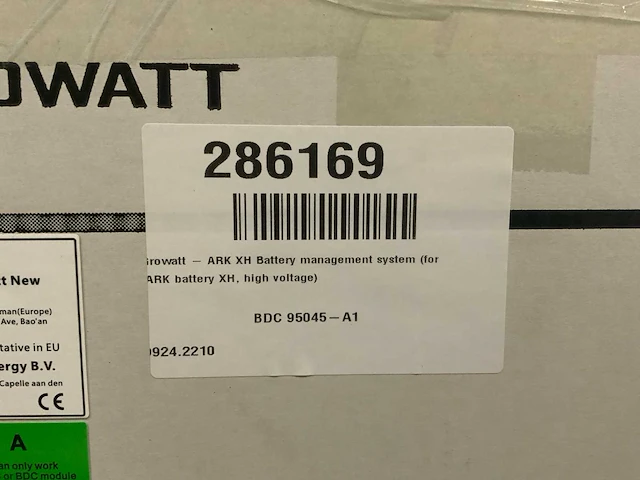 OWATT
286169
Growatt – ARK XH Battery management system (for
ARK battery XH, high voltage)
BDC 95045–A1
0924.2210
New
man(Europe)
Ave, Bao'an
tative in EU
ergy B.V.
Capelle aan den
CE
A
an only work
or BDC module